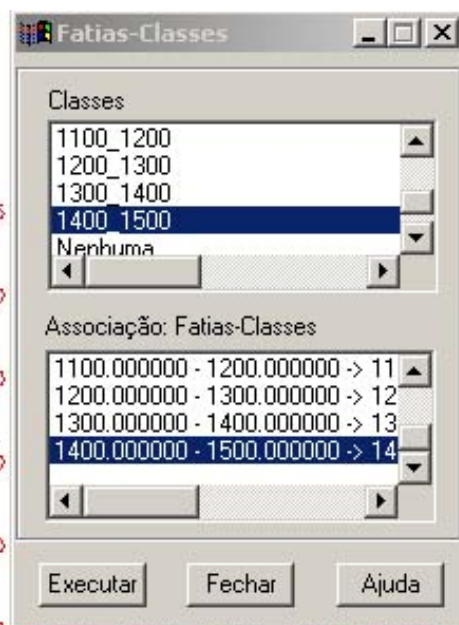 Fatias-Classes
Classes
1100_1200
1200_1300
1300_1400
1400_1500
Nenhuma
Associação: Fatias-Classes
1100.000000 - 1200.000000 -> 11
1200.000000 - 1300.000000 -> 12
1300.000000 - 1400.000000 -> 13
1400.000000 - 1500.000000 -> 14
Executar Fechar Ajuda